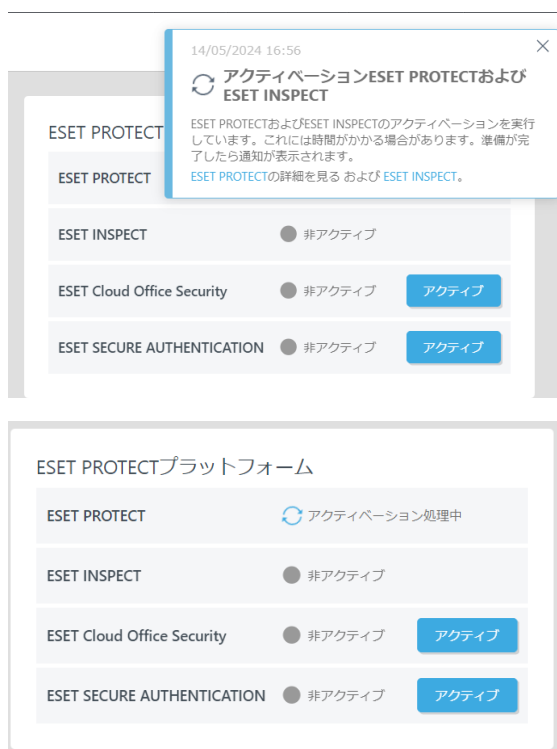 14/05/2024 16:56
アクティベーションESET PROTECTおよび
ESET INSPECT
ESET PROTECTおよびESET INSPECTのアクティベーションを実行
しています。これには時間がかかる場合があります。準備が完
了したら通知が表示されます。
ESET PROTECTの詳細を見る および ESET INSPECT。
ESET PROTECT
ESET PROTECT
ESET INSPECT 非アクティブ
ESET Cloud Office Security 非アクティブ アクティブ
ESET SECURE AUTHENTICATION 非アクティブ アクティブ
ESET PROTECTプラットフォーム
ESET PROTECT アクティベーション処理中
ESET INSPECT 非アクティブ
ESET Cloud Office Security 非アクティブ アクティブ
ESET SECURE AUTHENTICATION 非アクティブ アクティブ